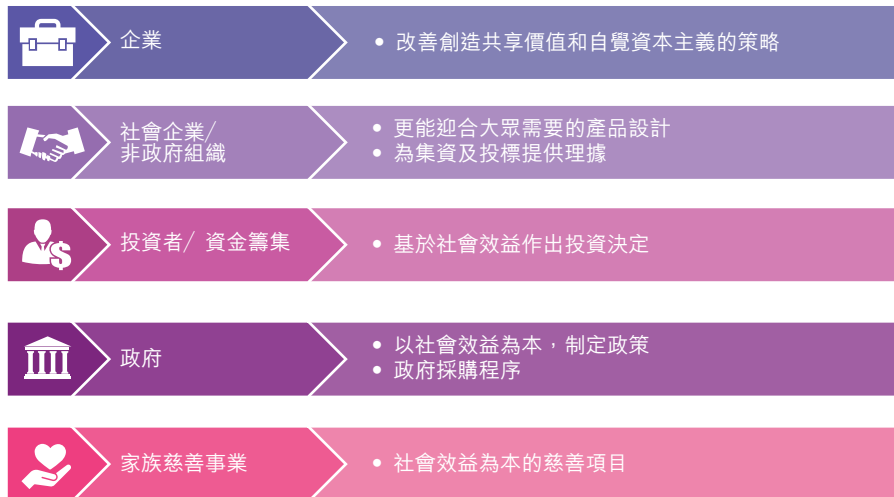 企業
• 改善創造共享價值和自覺資本主義的策略
社會企業/
非政府組織
• 更能迎合大眾需要的產品設計
• 為集資及投標提供理據
投資者/ 資金籌集
• 基於社會效益作出投資決定
政府
• 以社會效益為本，制定政策
• 政府採購程序
家族慈善事業
• 社會效益為本的慈善項目